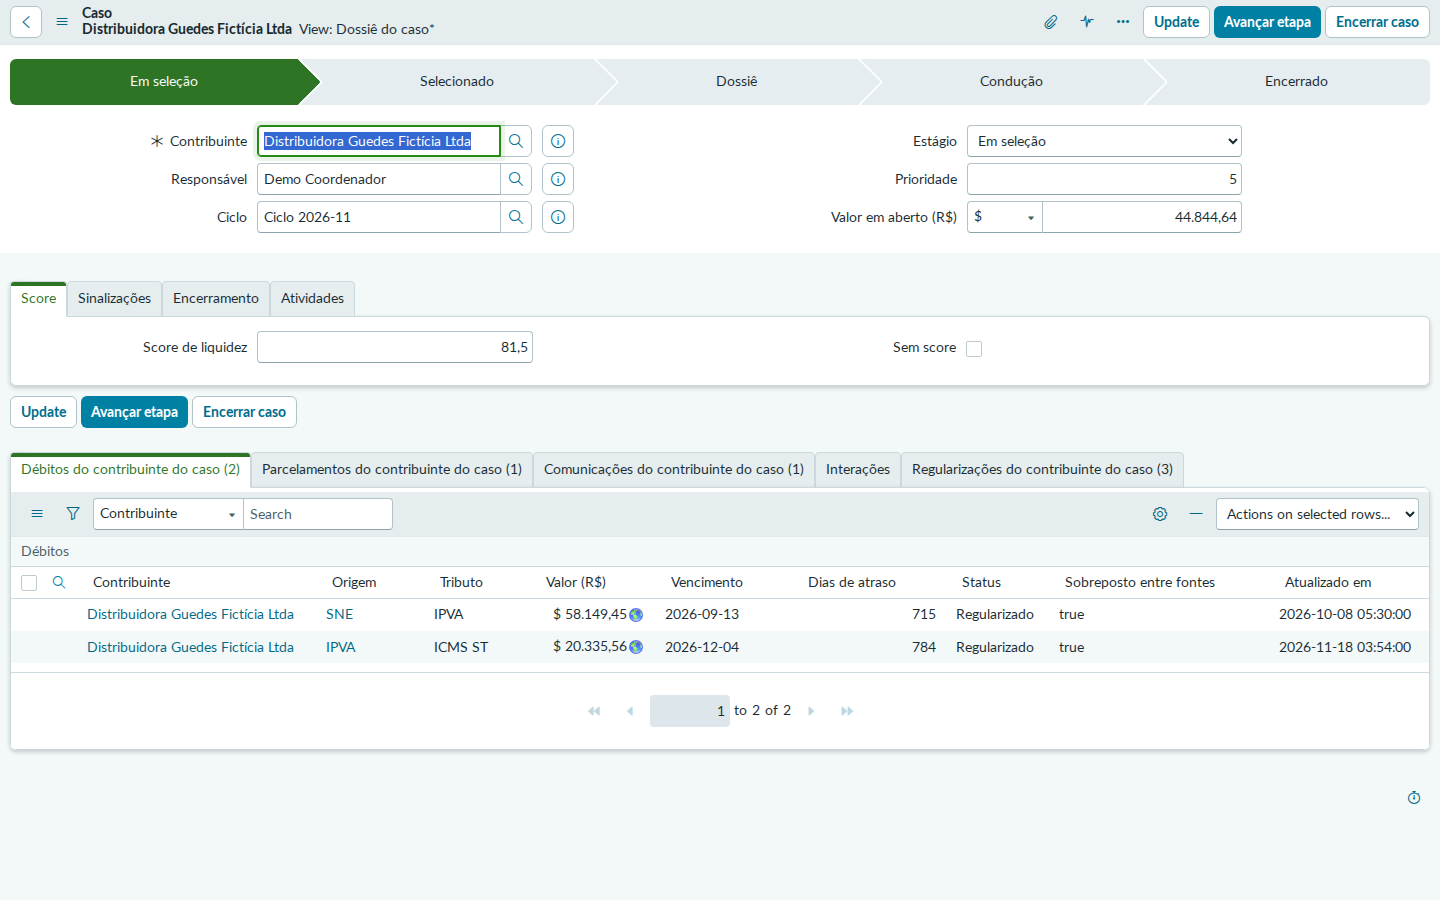 Caso
Distribuidora Guedes Fictícia Ltda View: Dossiê do caso*
Update
Avançar etapa
Encerrar caso
Em seleção
Selecionado
Dossiê
Condução
Encerrado
Contribuinte Distribuidora Guedes Fictícia Ltda
Estágio Em seleção
Responsável Demo Coordenador
Prioridade 5
Ciclo Ciclo 2026-11
Valor em aberto (R$) $ 44.844,64
Score Sinalizações Encerramento Atividades
Score de liquidez 81,5
Sem score
Update Avançar etapa Encerrar caso
Débitos do contribuinte do caso (2) Parcelamentos do contribuinte do caso (1) Comunicações do contribuinte do caso (1) Interações Regularizações do contribuinte do caso (3)
Contribuinte Search Actions on selected rows...
Débitos
Contribuinte Origem Tributo Valor (R$) Vencimento Dias de atraso Status Sobreposto entre fontes Atualizado em
Distribuidora Guedes Fictícia Ltda SNE IPVA $ 58.149,45 2026-09-13 715 Regularizado true 2026-10-08 05:30:00
Distribuidora Guedes Fictícia Ltda IPVA ICMS ST $ 20.335,56 2026-12-04 784 Regularizado true 2026-11-18 03:54:00
1 to 2 of 2